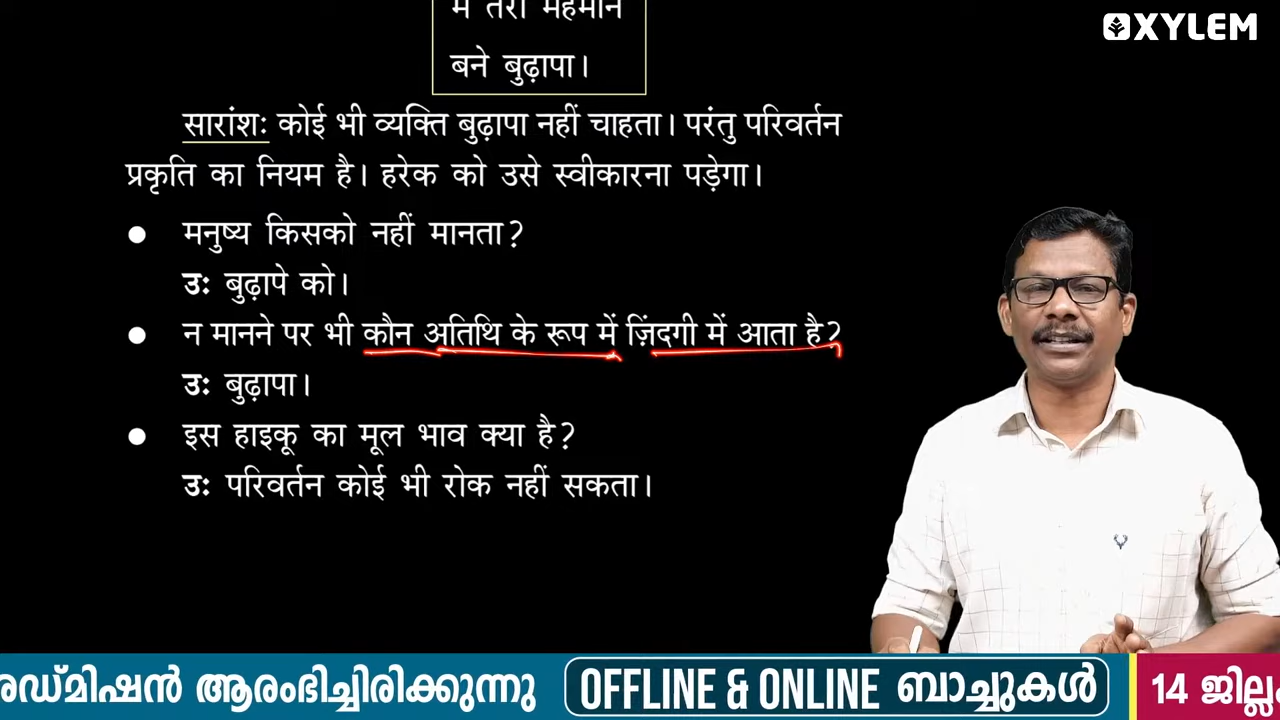 XYLEM
में तेरा मेहमान
बने बुढ़ापा।
सारांशः कोई भी व्यक्ति बुढ़ापा नहीं चाहता। परंतु परिवर्तन
प्रकृति का नियम है। हरेक को उसे स्वीकारना पड़ेगा।
● मनुष्य किसको नहीं मानता?
उः बुढ़ापे को।
● न मानने पर भी कौन अतिथि के रूप में ज़िंदगी में आता है?
उः बुढ़ापा।
● इस हाइकू का मूल भाव क्या है?
उः परिवर्तन कोई भी रोक नहीं सकता।
ഡ്മിഷൻ ആരംഭിച്ചിരിക്കുന്നു OFFLINE & ONLINE ബാച്ചുകൾ 14 ജില്ല